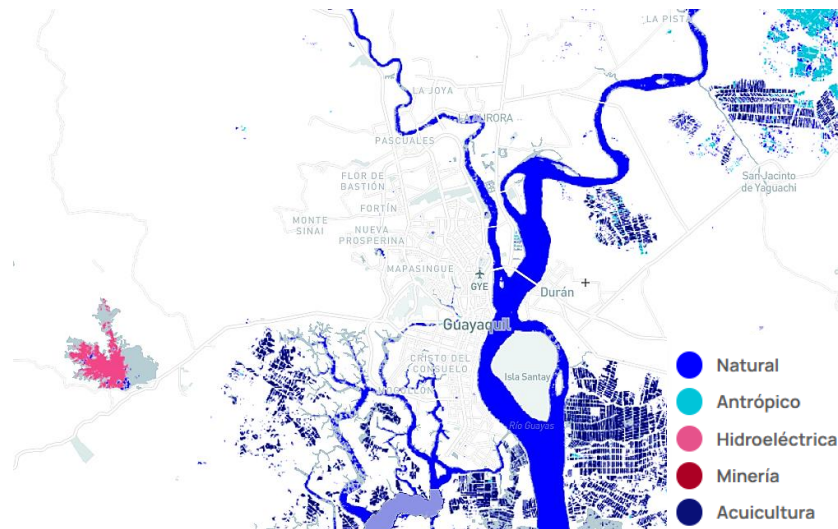 LA PISTA
LA JOYA
LA AURORA
PASCUALES
FLOR DE
BASTIÓN
San Jacinto
de Yaguachi
FORTÍN
MONTE
SINAI
NUEVA
PROSPERINA
MAPASINGUE
GYE
Durán
Guayaquil
CRISTO DEL
CONSUELO
Isla Santay
Río Guayas
Natural
Antrópico
Hidroeléctrica
Minería
Acuicultura